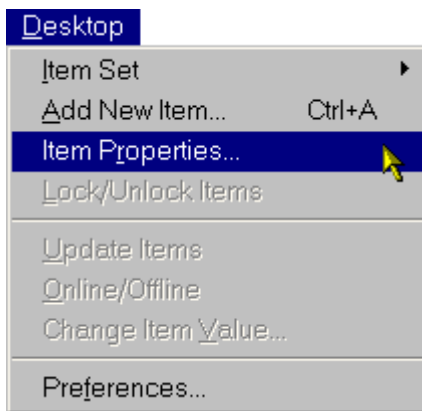 Desktop
Item Set
Add New Item... Ctrl+A
Item Properties...
Lock/Unlock Items
Update Items
Online/Offline
Change Item Value...
Preferences...